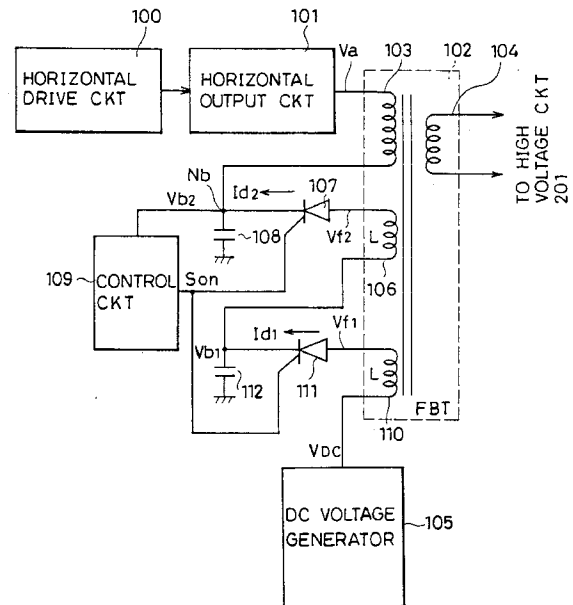 100
101
102
104
103
Va
HORIZONTAL
DRIVE CKT
HORIZONTAL
OUTPUT CKT
TO HIGH
VOLTAGE CKT
201
Nb
Id2
107
Vb2
Vf2
108
L
106
109
CONTROL
CKT
Son
Vb1
Id1
Vf1
112
111
L
110
FBT
VDC
DC VOLTAGE
GENERATOR
105